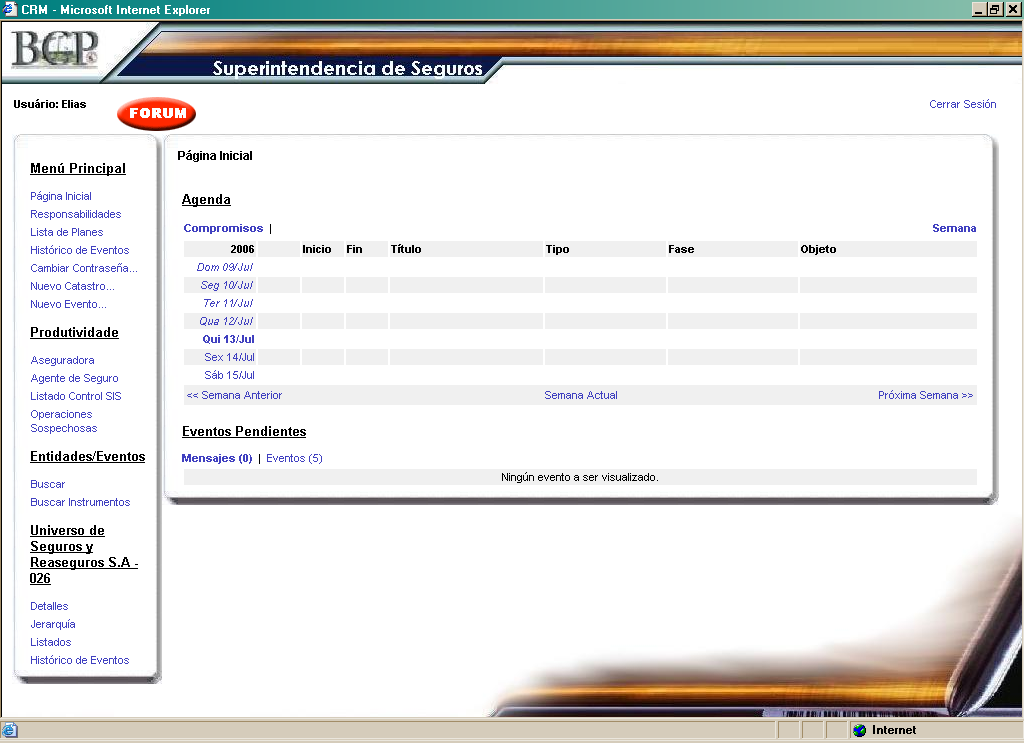 CRM - Microsoft Internet Explorer
BCP
Superintendencia de Seguros
Usuário: Elias
FORUM
Cerrar Sesión
Menú Principal
Página Inicial
Responsabilidades
Lista de Planes
Histórico de Eventos
Cambiar Contraseña...
Nuevo Catastro...
Nuevo Evento...
Produtividade
Aseguradora
Agente de Seguro
Listado Control SIS
Operaciones
Sospechosas
Entidades/Eventos
Buscar
Buscar Instrumentos
Universo de
Seguros y
Reaseguros S.A -
026
Detalles
Jerarquía
Listados
Histórico de Eventos
Página Inicial
Agenda
Compromisos | Semana
2006 Inicio Fin Título Tipo Fase Objeto
Dom 09/Jul
Seg 10/Jul
Ter 11/Jul
Qua 12/Jul
Qui 13/Jul
Sex 14/Jul
Sáb 15/Jul
<< Semana Anterior Semana Actual Próxima Semana >>
Eventos Pendientes
Mensajes (0) | Eventos (5)
Ningún evento a ser visualizado.
Internet